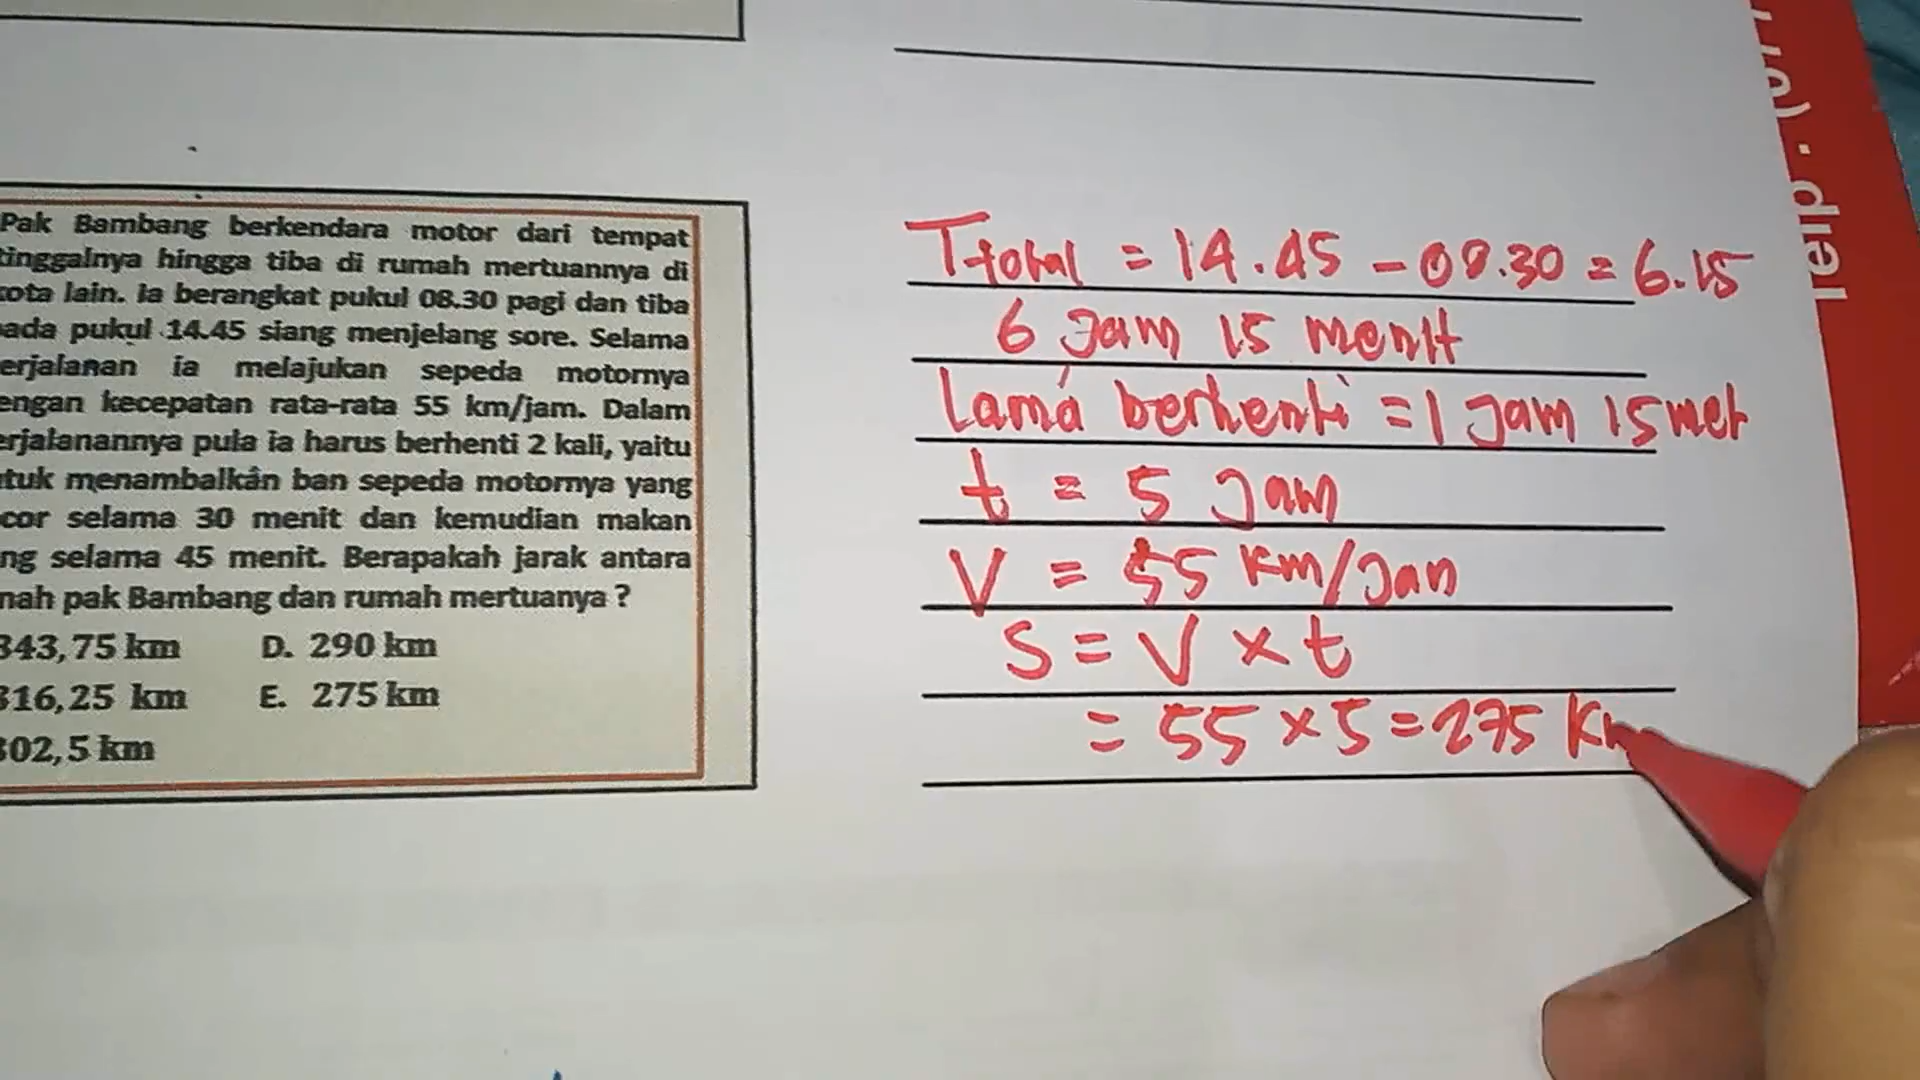 Pak Bambang berkendara motor dari tempat
tinggalnya hingga tiba di rumah mertuannya di
kota lain. Ia berangkat pukul 08.30 pagi dan tiba
pada pukul 14.45 siang menjelang sore. Selama
erjalanan ia melajukan sepeda motornya
engan kecepatan rata-rata 55 km/jam. Dalam
erjalanannya pula ia harus berhenti 2 kali, yaitu
tuk menambalkan ban sepeda motornya yang
cor selama 30 menit dan kemudian makan
ng selama 45 menit. Berapakah jarak antara
mah pak Bambang dan rumah mertuanya ?
343,75 km D. 290 km
316,25 km E. 275 km
302,5 km
Ttotal = 14.45 - 08.30 = 6.15
6 Jam 15 menit
Lama berhenti = 1 Jam 15
t = 5 Jam
V = 55 Km/Jam
S = V x t
= 55 x 5 = 275 Km
Telp. (0